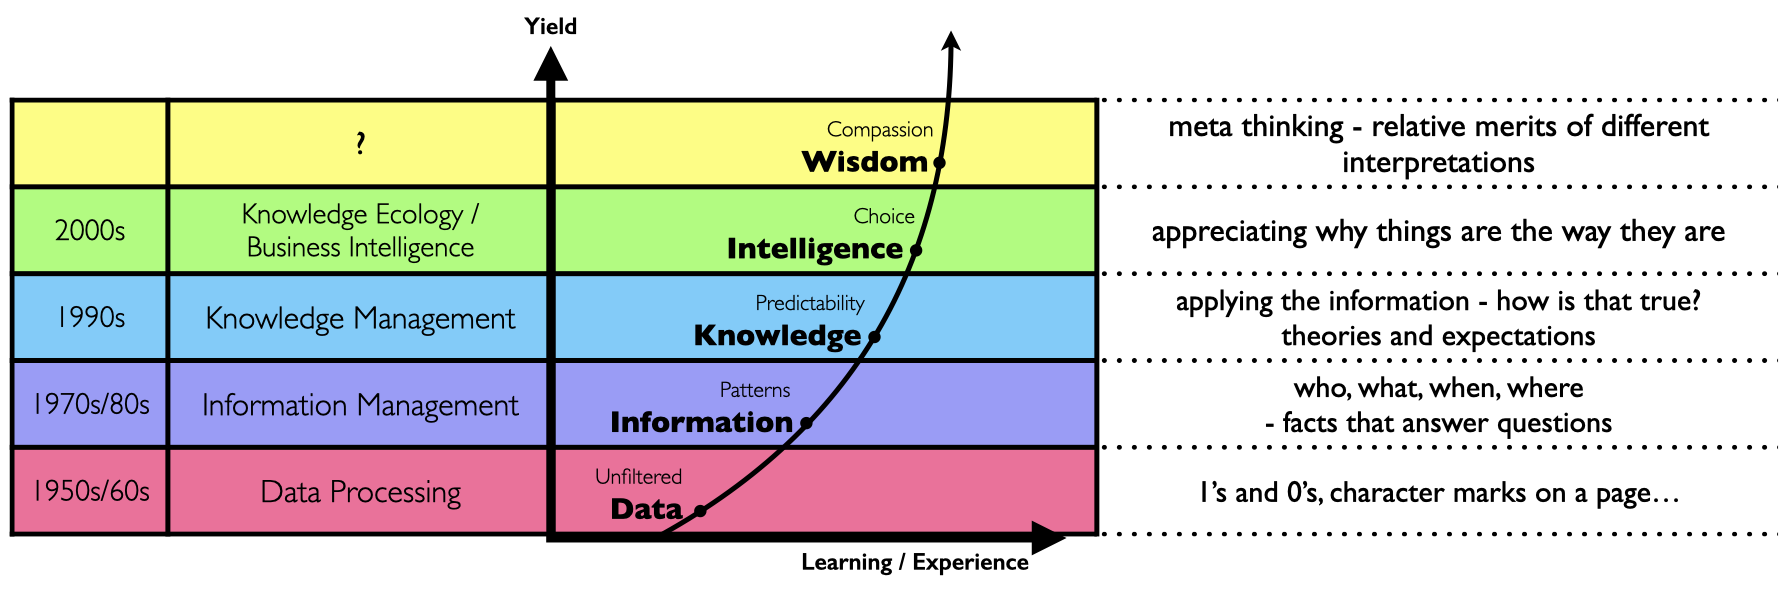 Yield
?
Compassion
Wisdom
meta thinking - relative merits of different
interpretations
2000s
Knowledge Ecology /
Business Intelligence
Choice
Intelligence
appreciating why things are the way they are
1990s
Knowledge Management
Predictability
Knowledge
applying the information - how is that true?
theories and expectations
1970s/80s
Information Management
Patterns
Information
who, what, when, where
- facts that answer questions
1950s/60s
Data Processing
Unfiltered
Data
1's and 0's, character marks on a page…
Learning / Experience